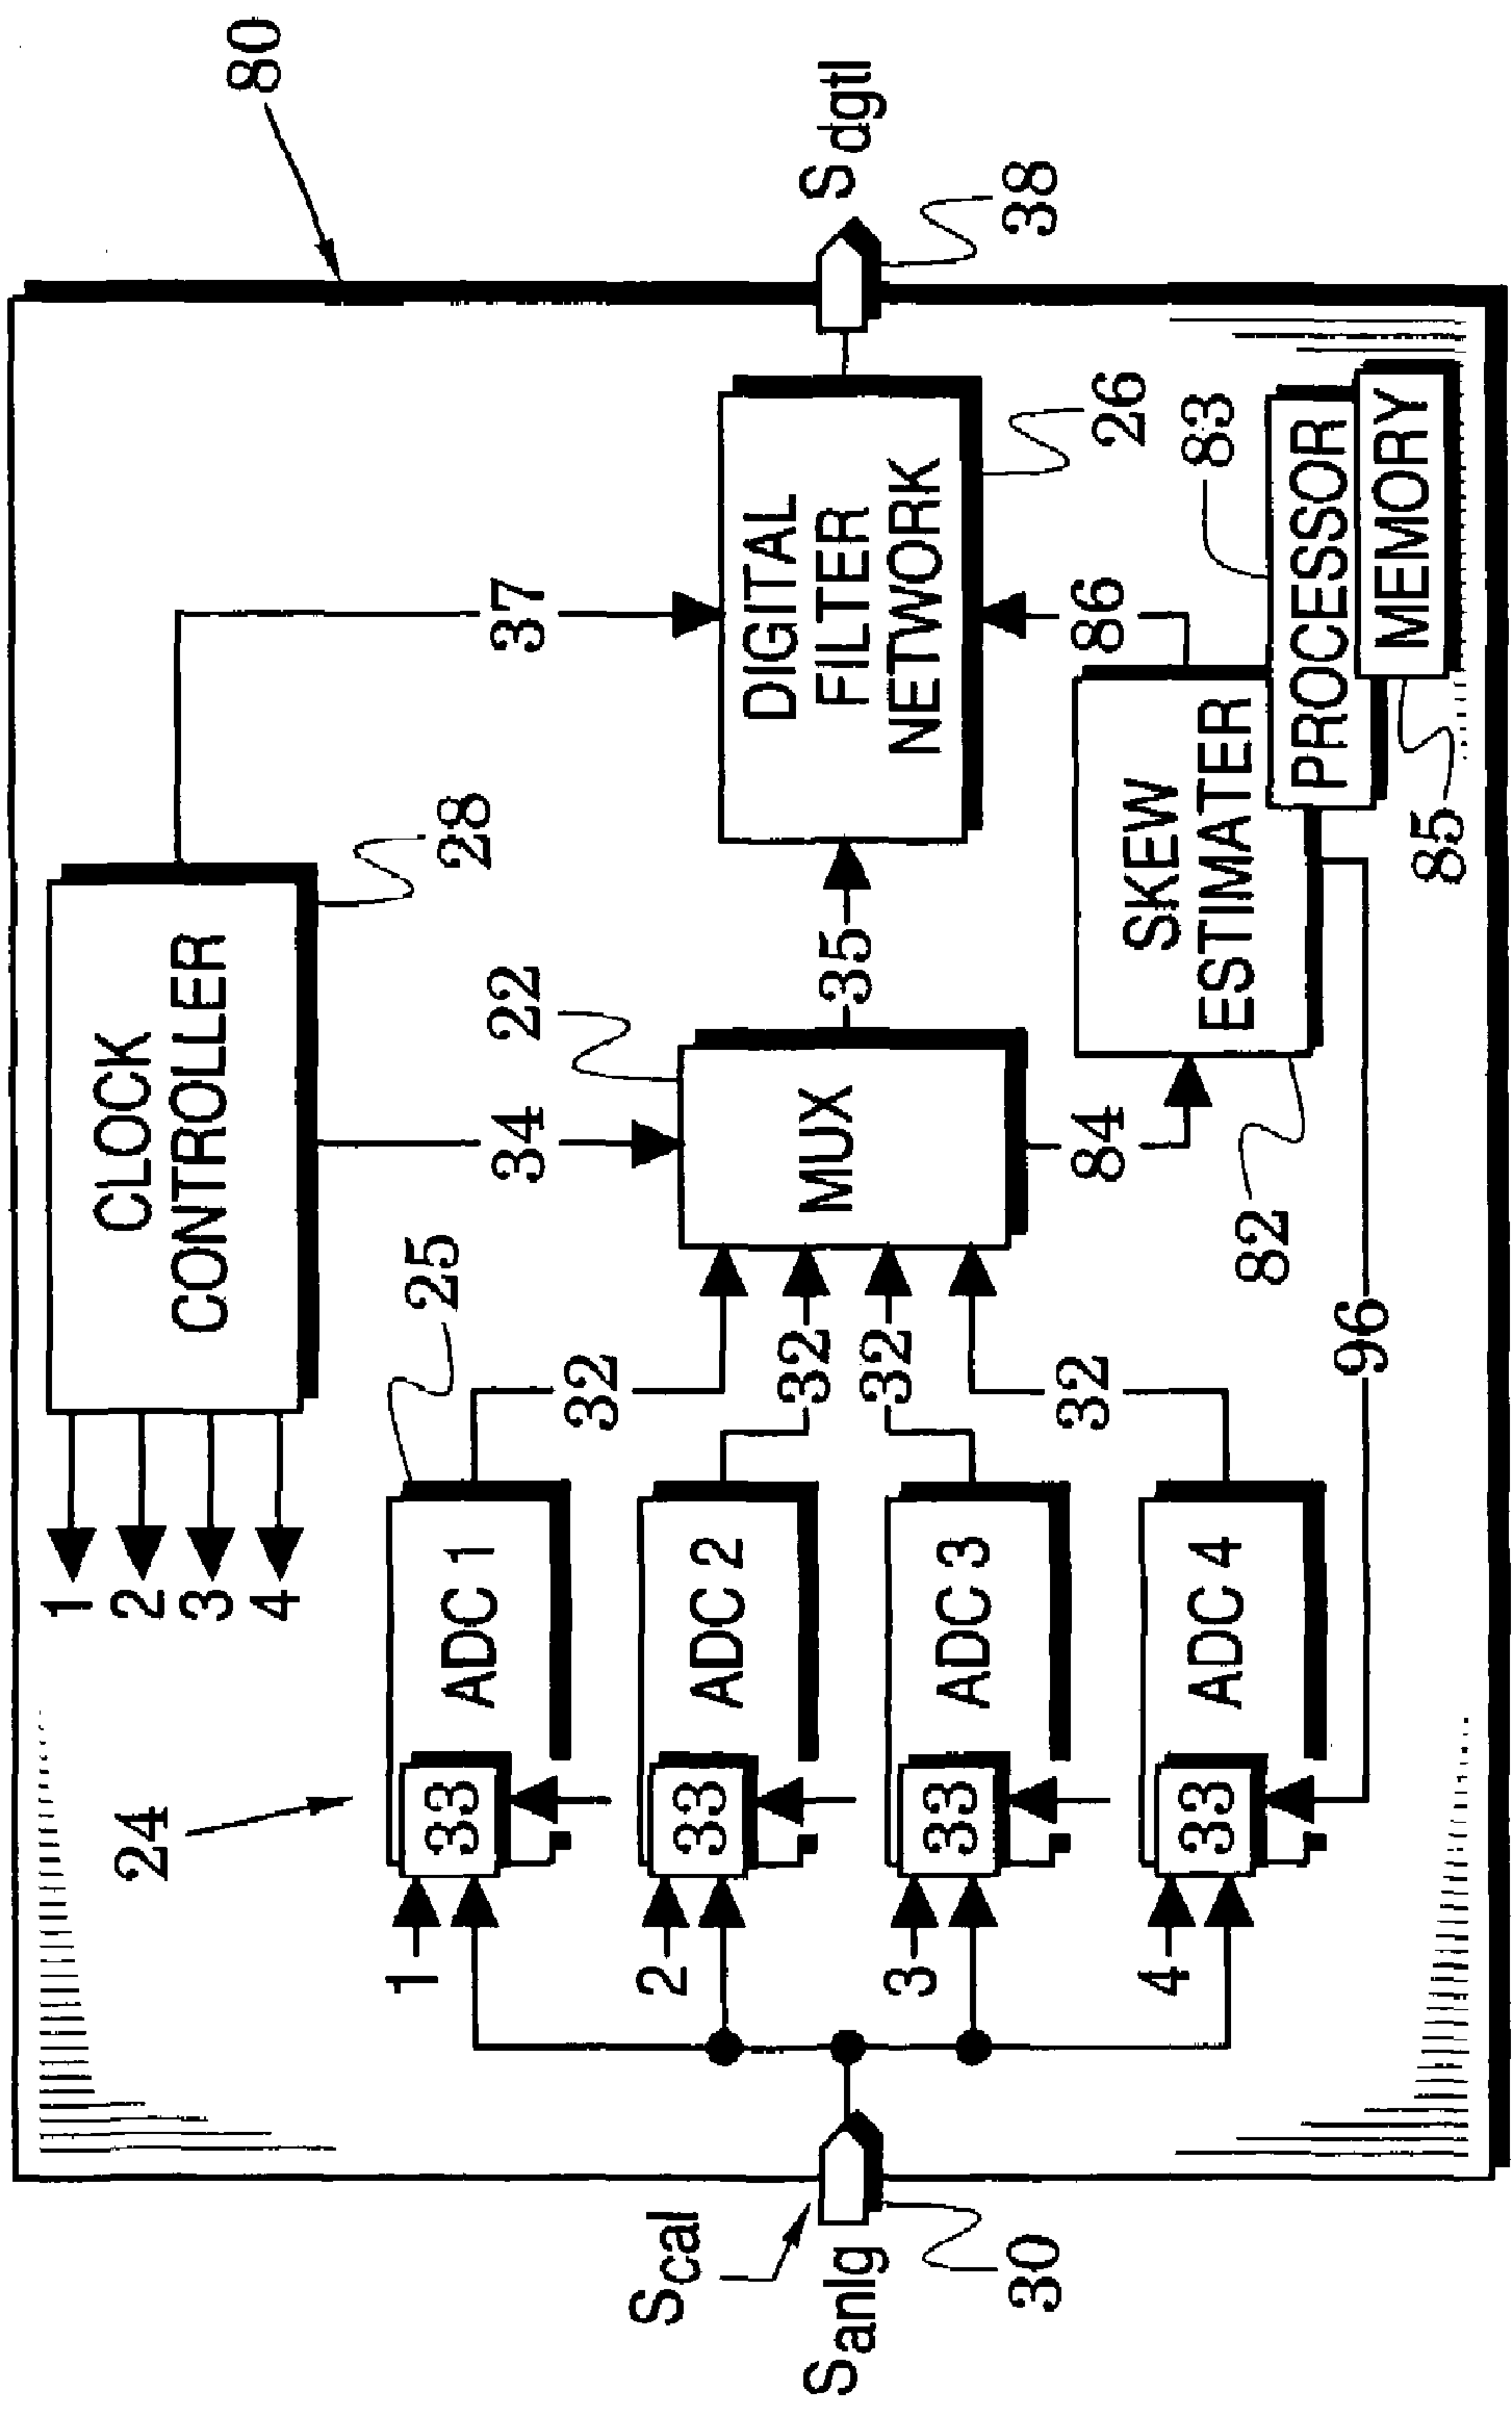 80
1
2
3
4
CLOCK
CONTROLLER
28
37
24
25
34
22
1
33
ADC 1
32
2
33
ADC 2
32
MUX
35
DIGITAL
FILTER
NETWORK
S dgtl
38
26
Scal
Sanlg
30
3
33
ADC 3
32
4
33
ADC 4
32
84
86
82
SKEW
ESTIMATER
83
PROCESSOR
MEMORY
85
96